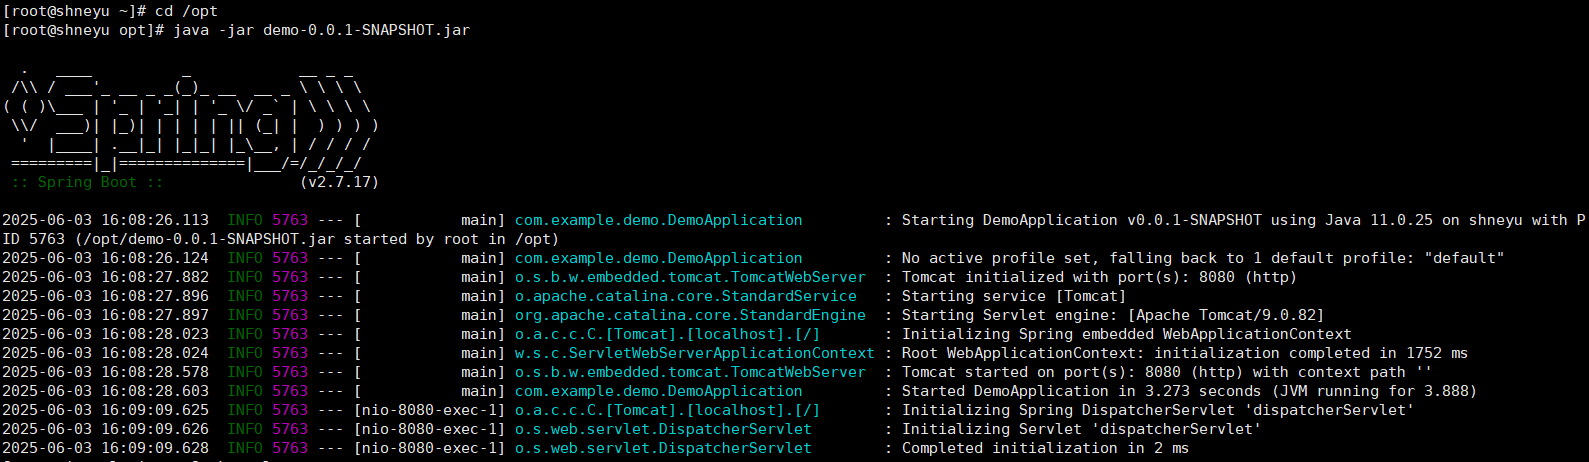 [root@shneyu ~]# cd /opt
[root@shneyu opt]# java -jar demo-0.0.1-SNAPSHOT.jar

  .   ____          _            __ _ _
 /\\ / ___'_ __ _ _(_)_ __  __ _ \ \ \ \
( ( )\___ | '_ | '_| | '_ \/ _` | \ \ \ \
 \\/  ___)| |_)| | | | | || (_| |  ) ) ) )
  '  |____| .__|_| |_|_| |_\__, | / / / /
 =========|_|==============|___/=/_/_/_/
 :: Spring Boot ::               (v2.7.17)

2025-06-03 16:08:26.113  INFO 5763 --- [           main] com.example.demo.DemoApplication         : Starting DemoApplication v0.0.1-SNAPSHOT using Java 11.0.25 on shneyu with P
ID 5763 (/opt/demo-0.0.1-SNAPSHOT.jar started by root in /opt)
2025-06-03 16:08:26.124  INFO 5763 --- [           main] com.example.demo.DemoApplication         : No active profile set, falling back to 1 default profile: "default"
2025-06-03 16:08:27.882  INFO 5763 --- [           main] o.s.b.w.embedded.tomcat.TomcatWebServer  : Tomcat initialized with port(s): 8080 (http)
2025-06-03 16:08:27.896  INFO 5763 --- [           main] o.apache.catalina.core.StandardService   : Starting service [Tomcat]
2025-06-03 16:08:27.897  INFO 5763 --- [           main] org.apache.catalina.core.StandardEngine  : Starting Servlet engine: [Apache Tomcat/9.0.82]
2025-06-03 16:08:28.023  INFO 5763 --- [           main] o.a.c.c.C.[Tomcat].[localhost].[/]       : Initializing Spring embedded WebApplicationContext
2025-06-03 16:08:28.024  INFO 5763 --- [           main] w.s.c.ServletWebServerApplicationContext : Root WebApplicationContext: initialization completed in 1752 ms
2025-06-03 16:08:28.578  INFO 5763 --- [           main] o.s.b.w.embedded.tomcat.TomcatWebServer  : Tomcat started on port(s): 8080 (http) with context path ''
2025-06-03 16:08:28.603  INFO 5763 --- [           main] com.example.demo.DemoApplication         : Started DemoApplication in 3.273 seconds (JVM running for 3.888)
2025-06-03 16:09:09.625  INFO 5763 --- [nio-8080-exec-1] o.a.c.c.C.[Tomcat].[localhost].[/]       : Initializing Spring DispatcherServlet 'dispatcherServlet'
2025-06-03 16:09:09.626  INFO 5763 --- [nio-8080-exec-1] o.s.web.servlet.DispatcherServlet        : Initializing Servlet 'dispatcherServlet'
2025-06-03 16:09:09.628  INFO 5763 --- [nio-8080-exec-1] o.s.web.servlet.DispatcherServlet        : Completed initialization in 2 ms